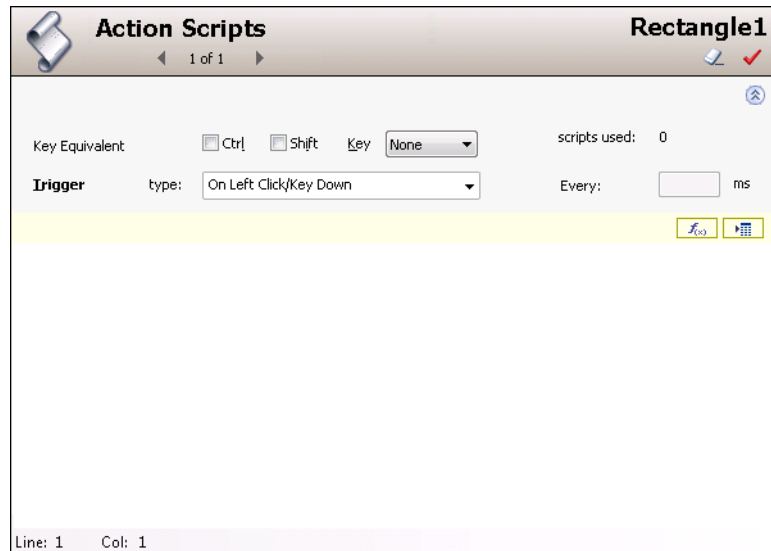 Action Scripts
Rectangle1
1 of 1
Key Equivalent
Ctrl
Shift
Key
None
scripts used: 0
Trigger
type:
On Left Click/Key Down
Every:
ms
f(x)
Line: 1 Col: 1